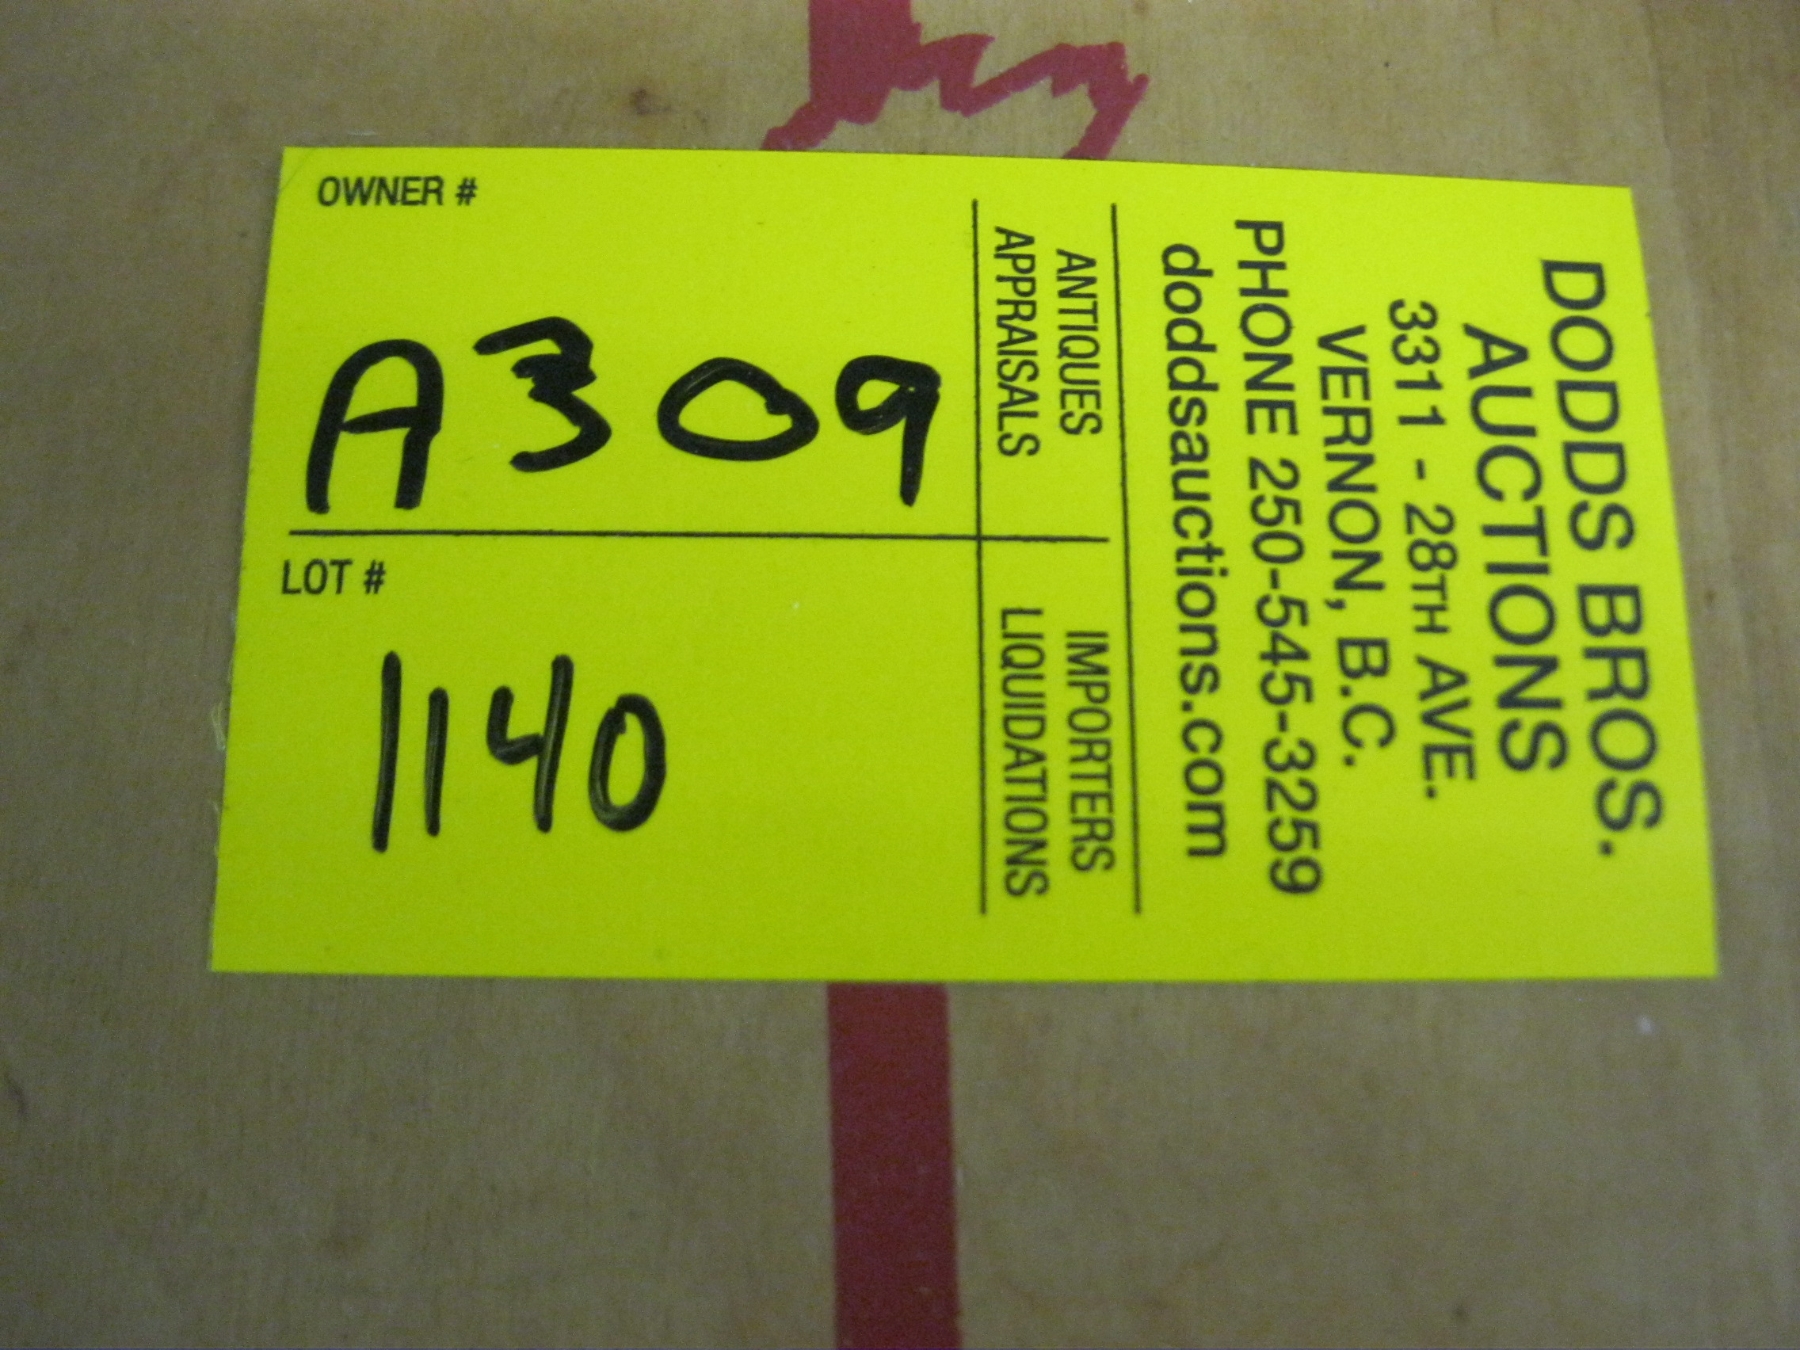 OWNER #
A309
LOT #
1140
ANTIQUES
APPRAISALS
IMPORTERS
LIQUIDATIONS
DODDS BROS.
AUCTIONS
3311 - 28TH AVE.
VERNON, B.C.
PHONE 250-545-3259
doddsauctions.com